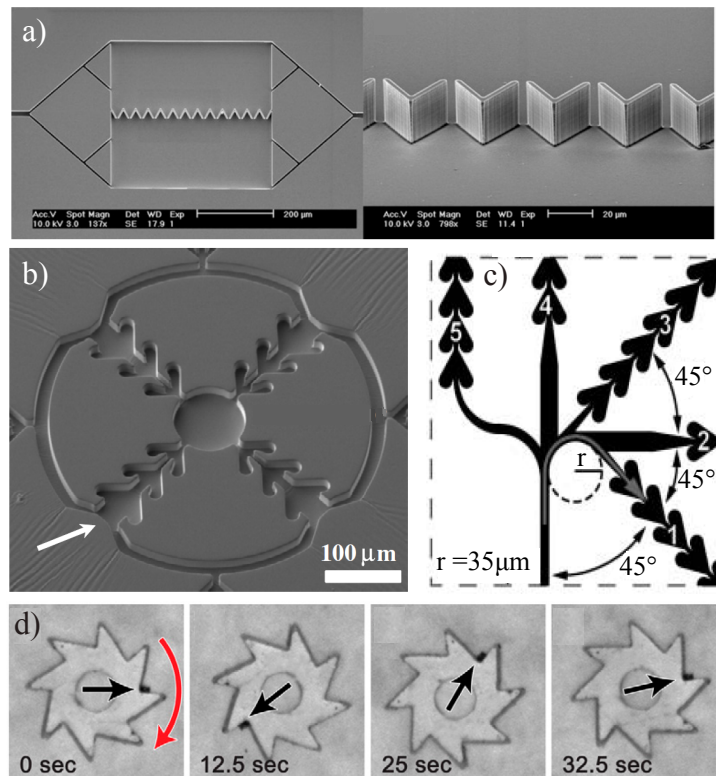 a)
Acc.V Spot Magn Det WD Exp
10.0 kV 3.0 137x SE 17.9 1
200 µm
Acc.V Spot Magn Det WD Exp
10.0 kV 3.0 798x SE 11.4 1
20 µm
b)
100 µm
c)
5
4
3
45°
2
r
45°
1
r =35µm
45°
d)
0 sec
12.5 sec
25 sec
32.5 sec